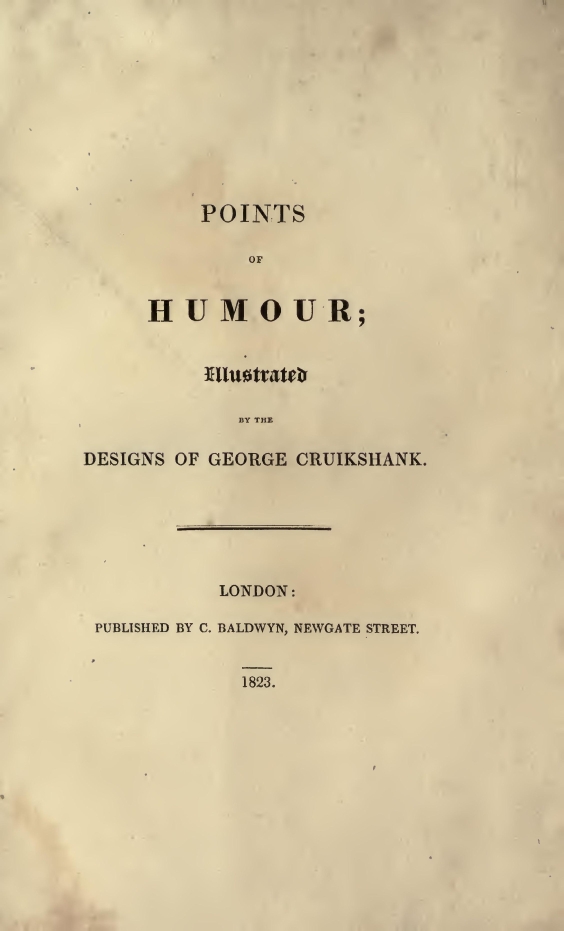 POINTS
OF
HUMOUR;
Illustrated
BY THE
DESIGNS OF GEORGE CRUIKSHANK.
LONDON:
PUBLISHED BY C. BALDWYN, NEWGATE STREET.
1823.